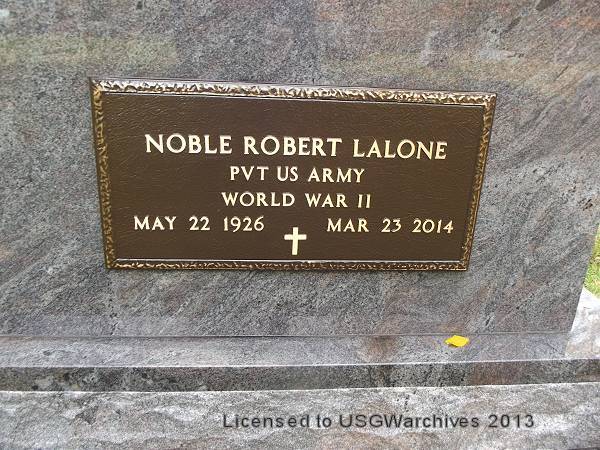 NOBLE ROBERT LALONE
PVT US ARMY
WORLD WAR II
MAY 22 1926 MAR 23 2014
Licensed to USGWarchives 2013